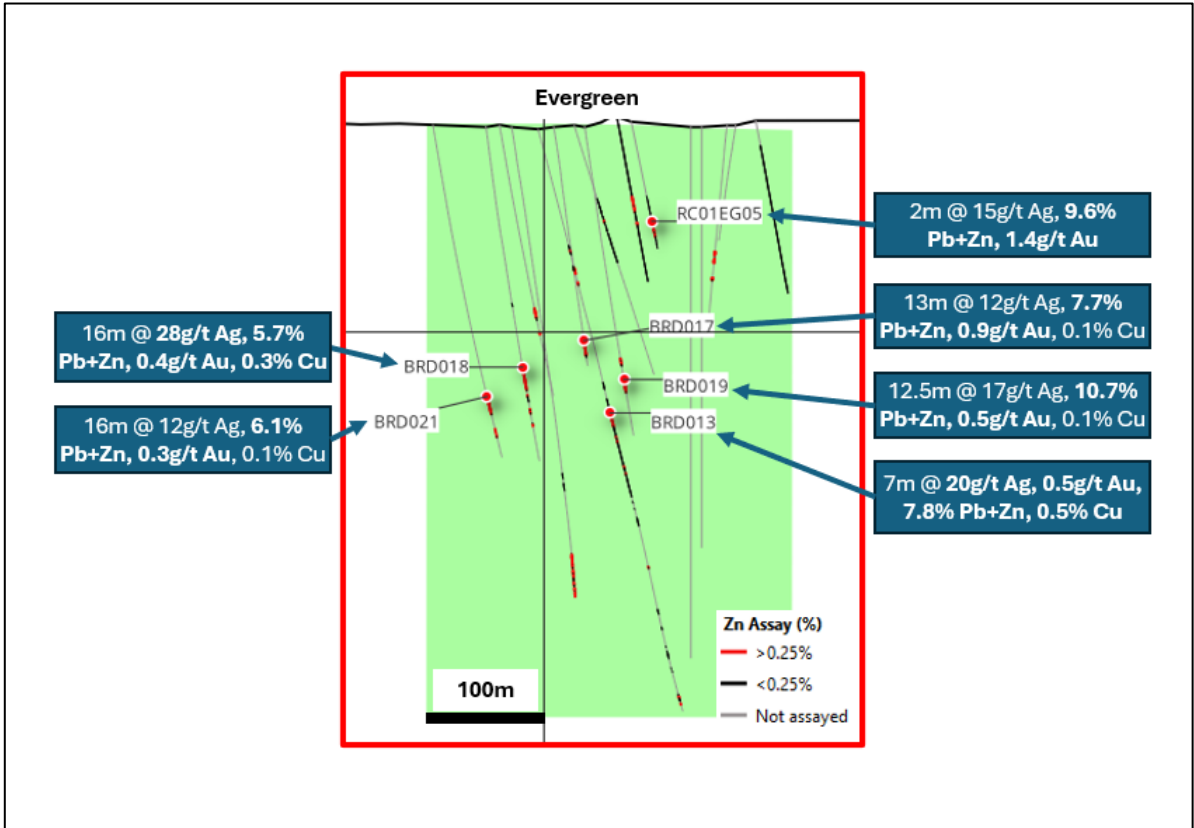 Evergreen
RC01EG05
2m @ 15g/t Ag, 9.6%
Pb+Zn, 1.4g/t Au
BRD017
13m @ 12g/t Ag, 7.7%
Pb+Zn, 0.9g/t Au, 0.1% Cu
16m @ 28g/t Ag, 5.7%
Pb+Zn, 0.4g/t Au, 0.3% Cu
BRD018
BRD019
12.5m @ 17g/t Ag, 10.7%
Pb+Zn, 0.5g/t Au, 0.1% Cu
16m @ 12g/t Ag, 6.1%
Pb+Zn, 0.3g/t Au, 0.1% Cu
BRD021
BRD013
7m @ 20g/t Ag, 0.5g/t Au,
7.8% Pb+Zn, 0.5% Cu
Zn Assay (%)
>0.25%
<0.25%
Not assayed
100m